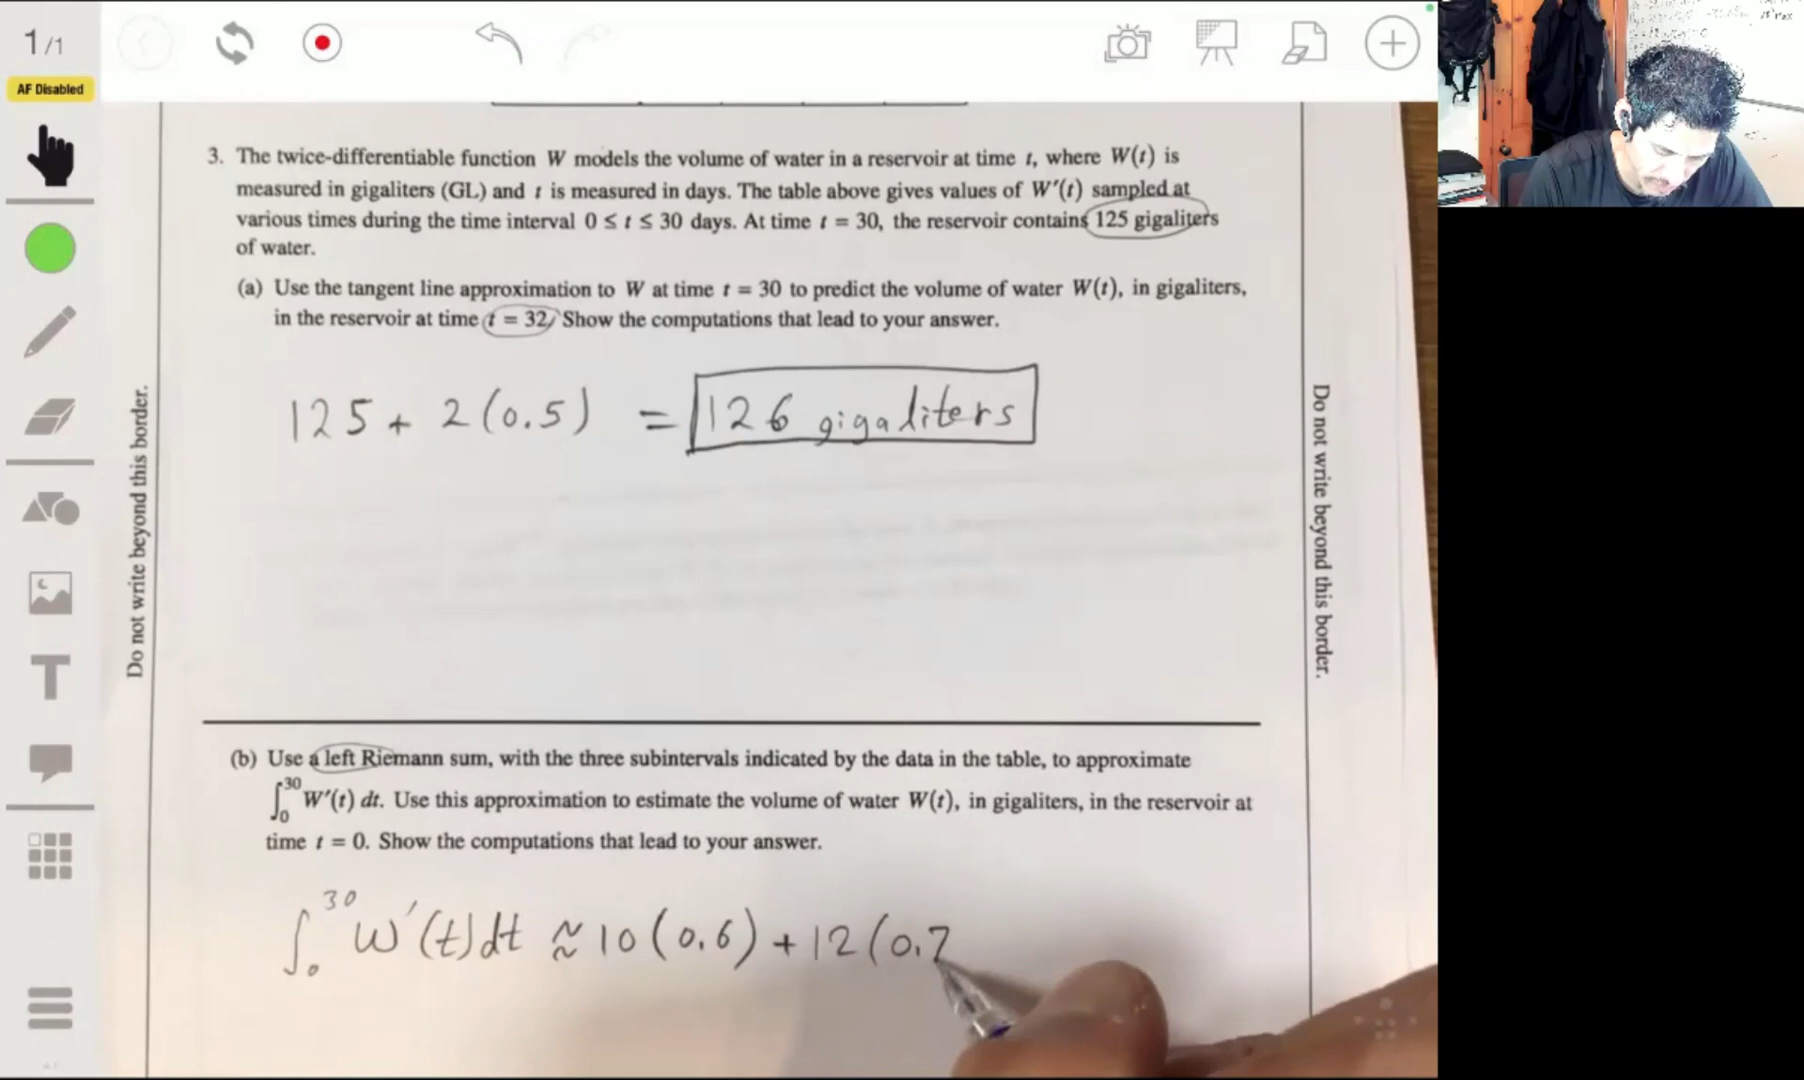 1/1
AF Disabled
3. The twice-differentiable function W models the volume of water in a reservoir at time t, where W(t) is
measured in gigaliters (GL) and t is measured in days. The table above gives values of W′(t) sampled at
various times during the time interval 0 ≤ t ≤ 30 days. At time t = 30, the reservoir contains 125 gigaliters
of water.
(a) Use the tangent line approximation to W at time t = 30 to predict the volume of water W(t), in gigaliters,
in the reservoir at time t = 32. Show the computations that lead to your answer.
125 + 2(0.5) = 126 gigaliters
Do not write beyond this border.
Do not write beyond this border.
(b) Use a left Riemann sum, with the three subintervals indicated by the data in the table, to approximate
∫₀³⁰ W′(t) dt. Use this approximation to estimate the volume of water W(t), in gigaliters, in the reservoir at
time t = 0. Show the computations that lead to your answer.
∫₀³⁰ W′(t)dt ≈ 10(0.6) + 12(0.7
T